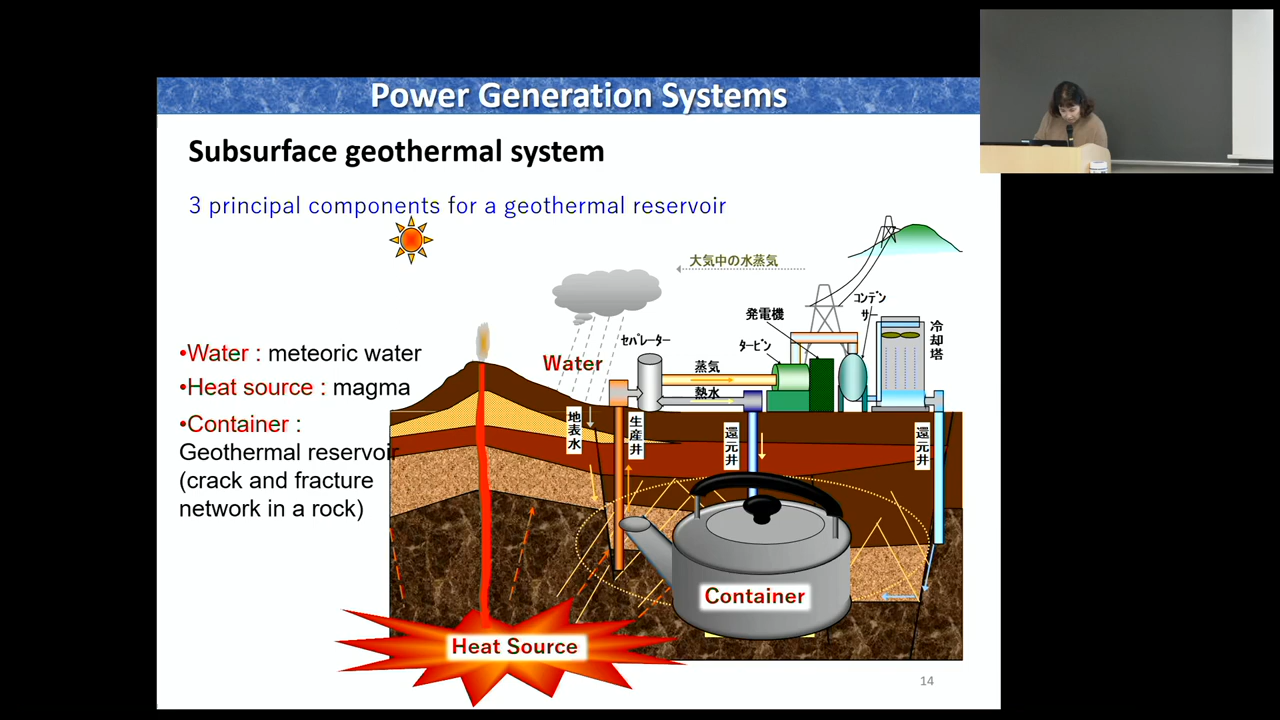 Power Generation Systems
Subsurface geothermal system
3 principal components for a geothermal reservoir
大気中の水蒸気
コンデン
サー
発電機
冷却塔
タービン
セパレーター
Water
蒸気
熱水
•Water : meteoric water
•Heat source : magma
•Container :
Geothermal reservoir
(crack and fracture
network in a rock)
地表水
生産井
還元井
還元井
Container
Heat Source
14